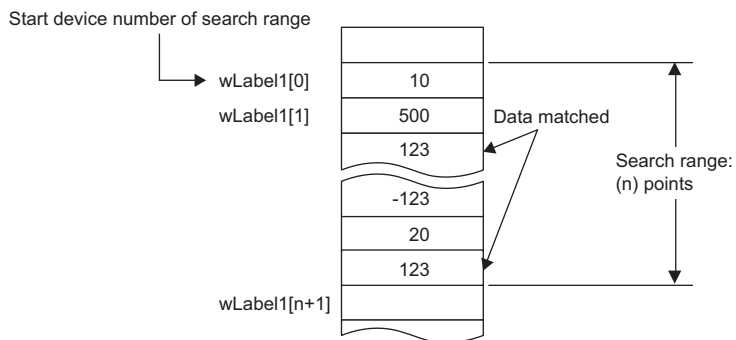 Start device number of search range
wLabel1[0] 10
wLabel1[1] 500
Data matched
123
Search range:
(n) points
-123
20
123
wLabel1[n+1]